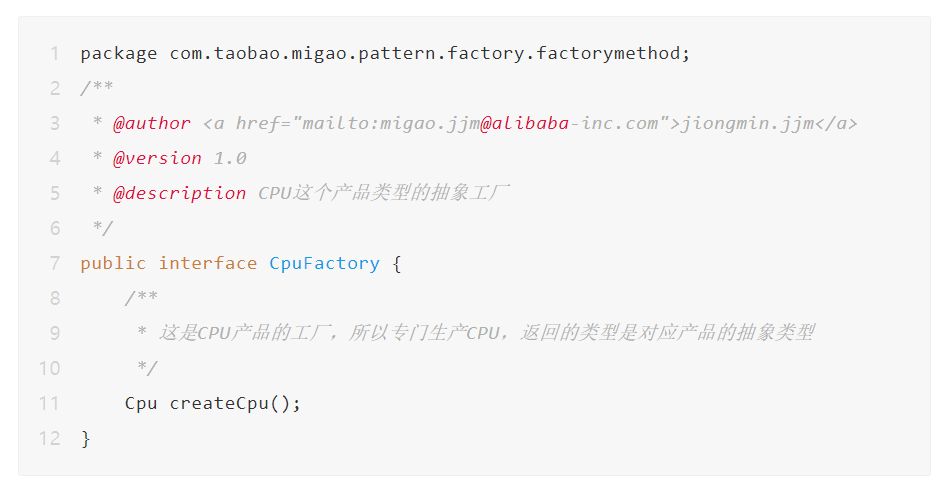 1 package com.taobao.migao.pattern.factory.factorymethod;
2 /**
3  * @author <a href="mailto:migao.jjm@alibaba-inc.com">jiongmin.jjm</a>
4  * @version 1.0
5  * @description CPU这个产品类型的抽象工厂
6  */
7 public interface CpuFactory {
8     /**
9      * 这是CPU产品的工厂，所以专门生产CPU，返回的类型是对应产品的抽象类型
10      */
11     Cpu createCpu();
12 }